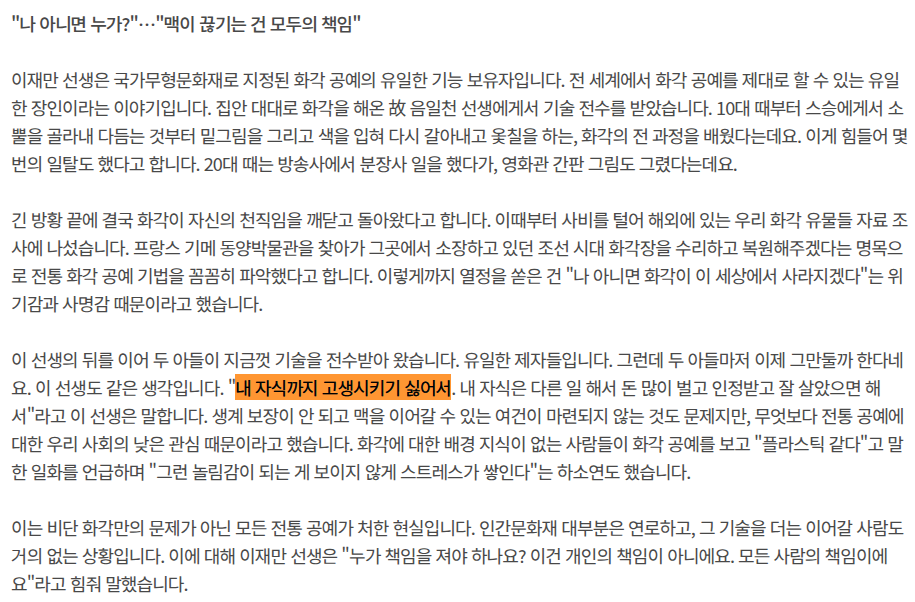 "나 아니면 누가?"…"맥이 끊기는 건 모두의 책임"
이재만 선생은 국가무형문화재로 지정된 화각 공예의 유일한 기능 보유자입니다. 전 세계에서 화각 공예를 제대로 할 수 있는 유일
한 장인이라는 이야기입니다. 집안 대대로 화각을 해온 故 음일천 선생에게서 기술 전수를 받았습니다. 10대 때부터 스승에게서 소
뿔을 골라내 다듬는 것부터 밑그림을 그리고 색을 입혀 다시 갈아내고 옻칠을 하는, 화각의 전 과정을 배웠다는데요. 이게 힘들어 몇
번의 일탈도 했다고 합니다. 20대 때는 방송사에서 분장사 일을 했다가, 영화관 간판 그림도 그렸다는데요.
긴 방황 끝에 결국 화각이 자신의 천직임을 깨닫고 돌아왔다고 합니다. 이때부터 사비를 털어 해외에 있는 우리 화각 유물들 자료 조
사에 나섰습니다. 프랑스 기메 동양박물관을 찾아가 그곳에서 소장하고 있던 조선 시대 화각장을 수리하고 복원해주겠다는 명목으
로 전통 화각 공예 기법을 꼼꼼히 파악했다고 합니다. 이렇게까지 열정을 쏟은 건 "나 아니면 화각이 이 세상에서 사라지겠다"는 위
기감과 사명감 때문이라고 했습니다.
이 선생의 뒤를 이어 두 아들이 지금껏 기술을 전수받아 왔습니다. 유일한 제자들입니다. 그런데 두 아들마저 이제 그만둘까 한다네
요. 이 선생도 같은 생각입니다. "내 자식까지 고생시키기 싫어서. 내 자식은 다른 일 해서 돈 많이 벌고 인정받고 잘 살았으면 해
서"라고 이 선생은 말합니다. 생계 보장이 안 되고 맥을 이어갈 수 있는 여건이 마련되지 않는 것도 문제지만, 무엇보다 전통 공예에
대한 우리 사회의 낮은 관심 때문이라고 했습니다. 화각에 대한 배경 지식이 없는 사람들이 화각 공예를 보고 "플라스틱 같다"고 말
한 일화를 언급하며 "그런 놀림감이 되는 게 보이지 않게 스트레스가 쌓인다"는 하소연도 했습니다.
이는 비단 화각만의 문제가 아닌 모든 전통 공예가 처한 현실입니다. 인간문화재 대부분은 연로하고, 그 기술을 더는 이어갈 사람도
거의 없는 상황입니다. 이에 대해 이재만 선생은 "누가 책임을 져야 하나요? 이건 개인의 책임이 아니에요. 모든 사람의 책임이에
요"라고 힘줘 말했습니다.